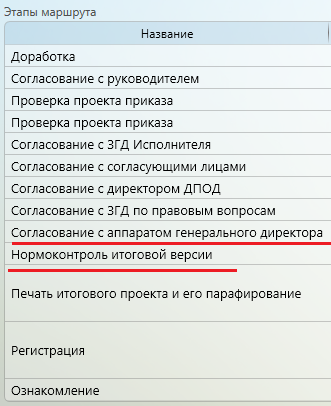 Этапы маршрута
Название
Доработка
Согласование с руководителем
Проверка проекта приказа
Проверка проекта приказа
Согласование с ЗГД Исполнителя
Согласование с согласующими лицами
Согласование с директором ДПОД
Согласование с ЗГД по правовым вопросам
Согласование с аппаратом генерального директора
Нормоконтроль итоговой версии
Печать итогового проекта и его парафирование
Регистрация
Ознакомление